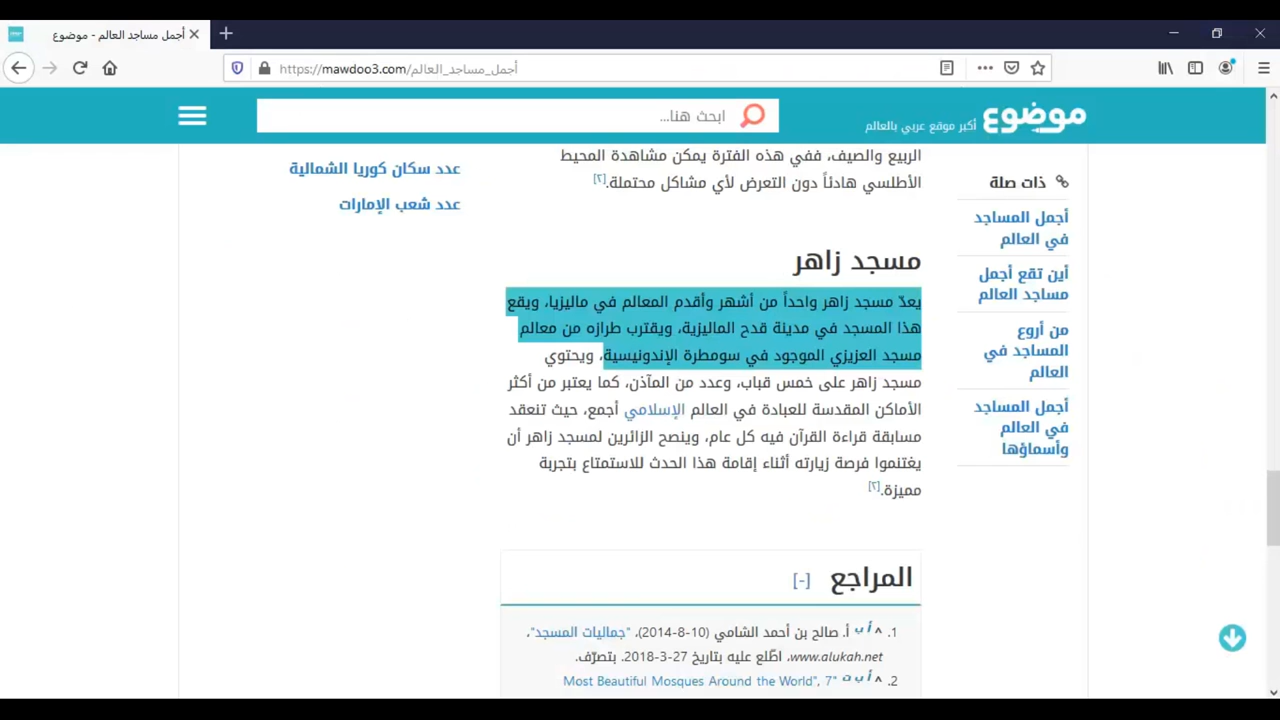 أجمل مساجد العالم - موضوع
https://mawdoo3.com/أجمل_مساجد_العالم
موضوع
أكبر موقع عربي بالعالم
ابحث هنا...
ذات صلة
أجمل المساجد
في العالم
أين تقع أجمل
مساجد العالم
من أروع
المساجد في
العالم
أجمل المساجد
في العالم
وأسماؤها
الربيع والصيف، ففي هذه الفترة يمكن مشاهدة المحيط
الأطلسي هادئاً دون التعرض لأي مشاكل محتملة.[٢]
مسجد زاهر
يعدّ مسجد زاهر واحداً من أشهر وأقدم المعالم في ماليزيا، ويقع
هذا المسجد في مدينة قدح الماليزية، ويقترب طرازه من معالم
مسجد العزيزي الموجود في سومطرة الإندونيسية، ويحتوي
مسجد زاهر على خمس قباب، وعدد من المآذن، كما يعتبر من أكثر
الأماكن المقدسة للعبادة في العالم الإسلامي أجمع، حيث تنعقد
مسابقة قراءة القرآن فيه كل عام، وينصح الزائرين لمسجد زاهر أن
يغتنموا فرصة زيارته أثناء إقامة هذا الحدث للاستمتاع بتجربة
مميزة.[٢]
المراجع [-]
1. ^ أ ب أ. صالح بن أحمد الشامي (10-8-2014)، "جماليات المسجد"،
www.alukah.net، اطّلع عليه بتاريخ 27-3-2018. بتصرّف.
2. ^ أ ب ت "7 Most Beautiful Mosques Around the World",
عدد سكان كوريا الشمالية
عدد شعب الإمارات